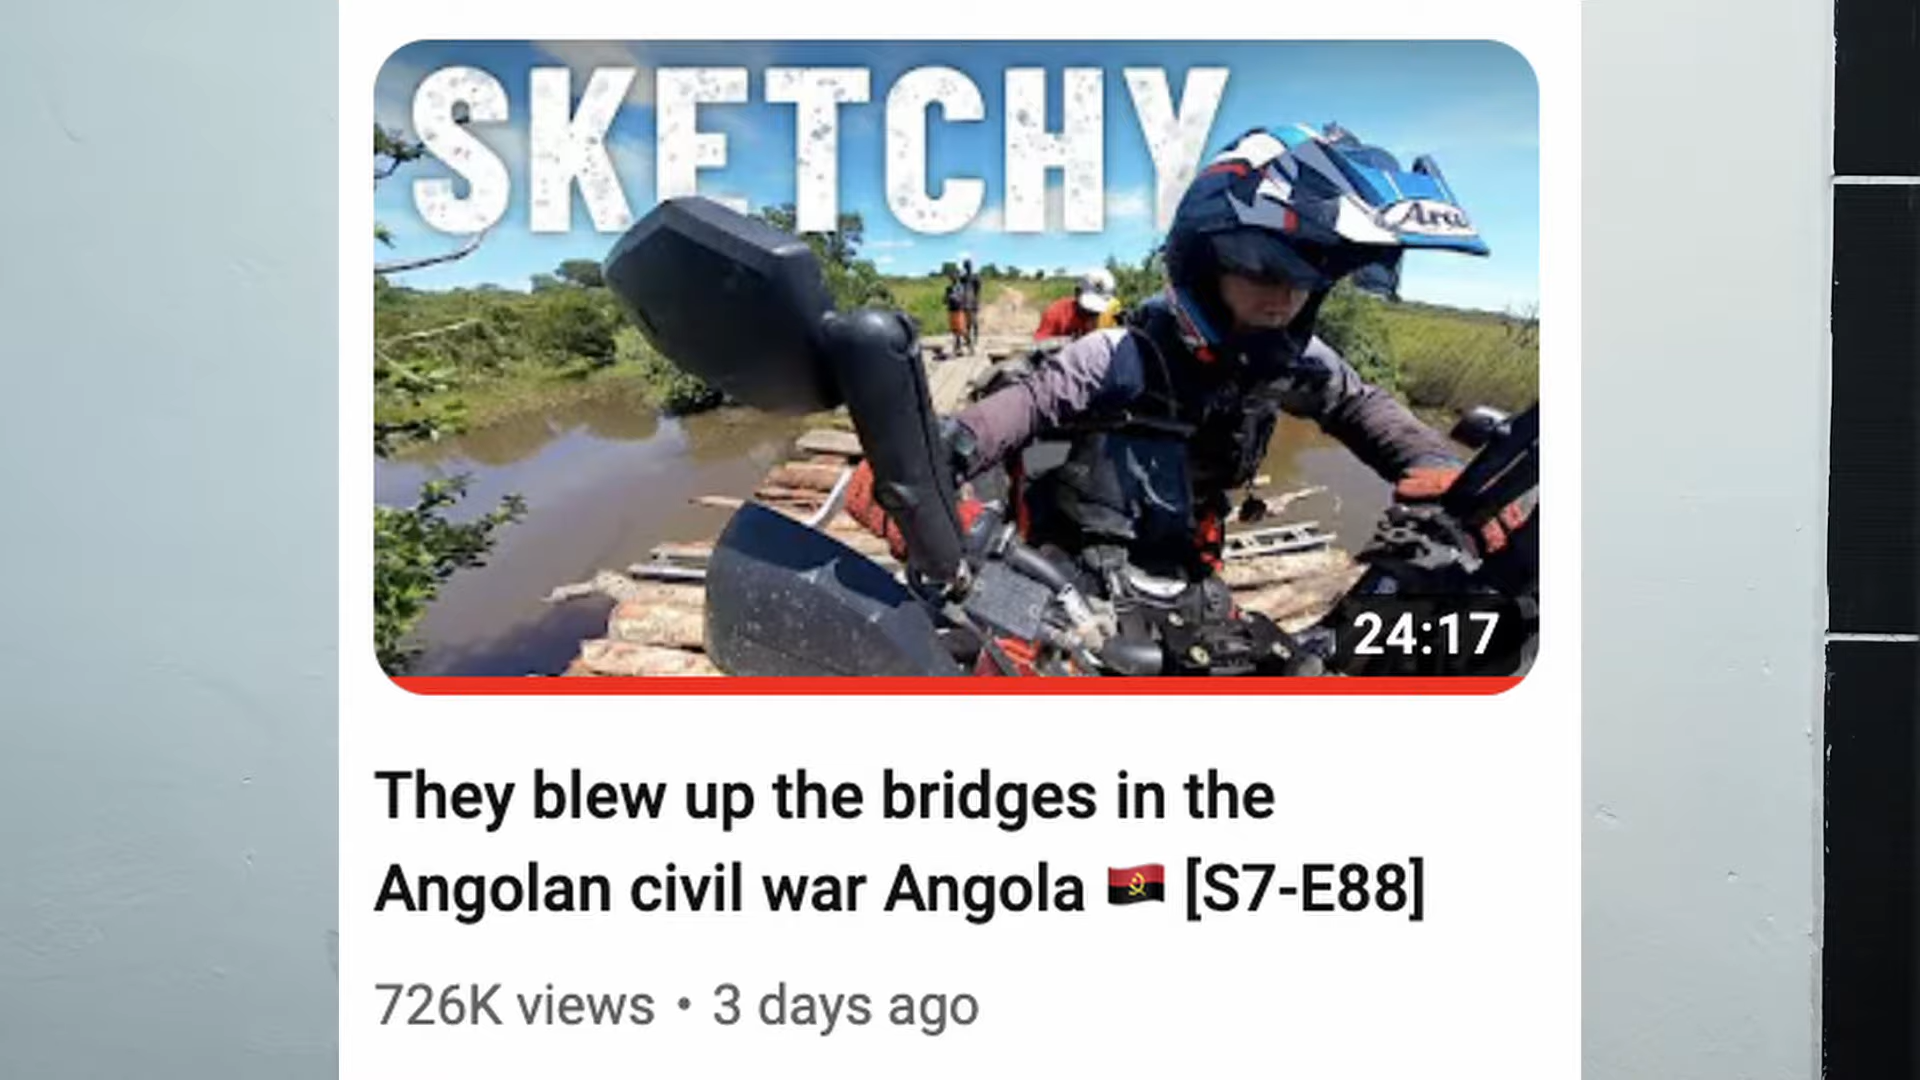 SKETCHY
Ara
24:17
They blew up the bridges in the
Angolan civil war Angola 🇦🇴 [S7-E88]
726K views • 3 days ago